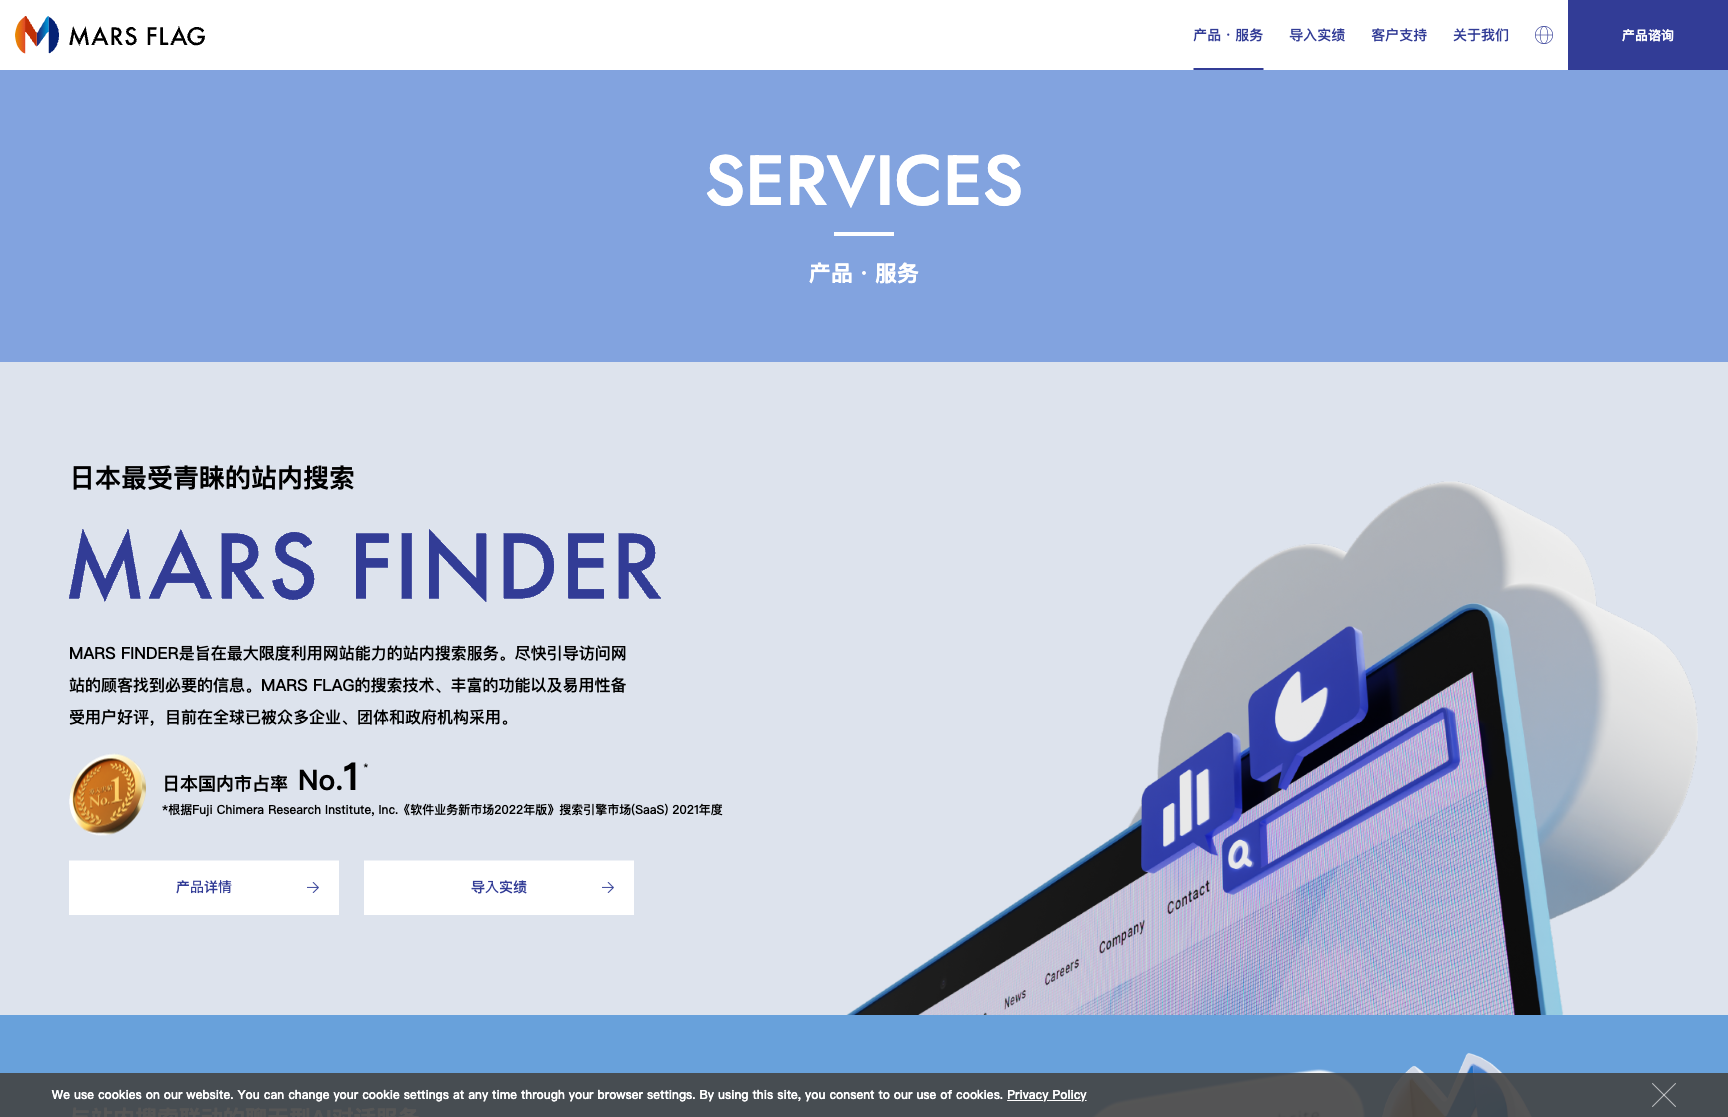 MARS FLAG
产品·服务
导入实绩
客户支持
关于我们
产品谘询
SERVICES
产品·服务
日本最受青睐的站内搜索
MARS FINDER
MARS FINDER是旨在最大限度利用网站能力的站内搜索服务。尽快引导访问网
站的顾客找到必要的信息。MARS FLAG的搜索技术、丰富的功能以及易用性备
受用户好评，目前在全球已被众多企业、团体和政府机构采用。
No.1
日本国内市占率 No.1*
*根据Fuji Chimera Research Institute, Inc.《软件业务新市场2022年版》搜索引擎市场(SaaS) 2021年度
产品详情
导入实绩
News
Careers
Company
Contact
We use cookies on our website. You can change your cookie settings at any time through your browser settings. By using this site, you consent to our use of cookies. Privacy Policy